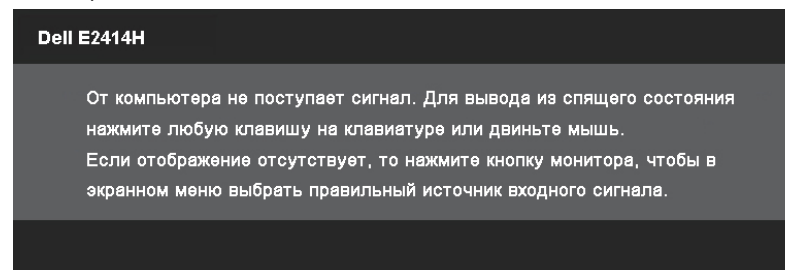 Dell E2414H
От компьютера не поступает сигнал. Для вывода из спящего состояния
нажмите любую клавишу на клавиатуре или двиньте мышь.
Если отображение отсутствует, то нажмите кнопку монитора, чтобы в
экранном меню выбрать правильный источник входного сигнала.